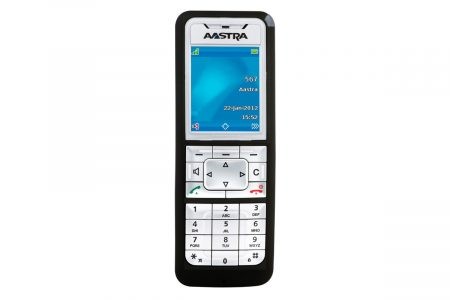 AASTRA
567
Aastra
22-Jan-2012
15:52
C
1 2 ABC 3 DEF
4 GHI 5 JKL 6 MNO
7 PQRS 8 TUV 9 WXYZ
* 0 #